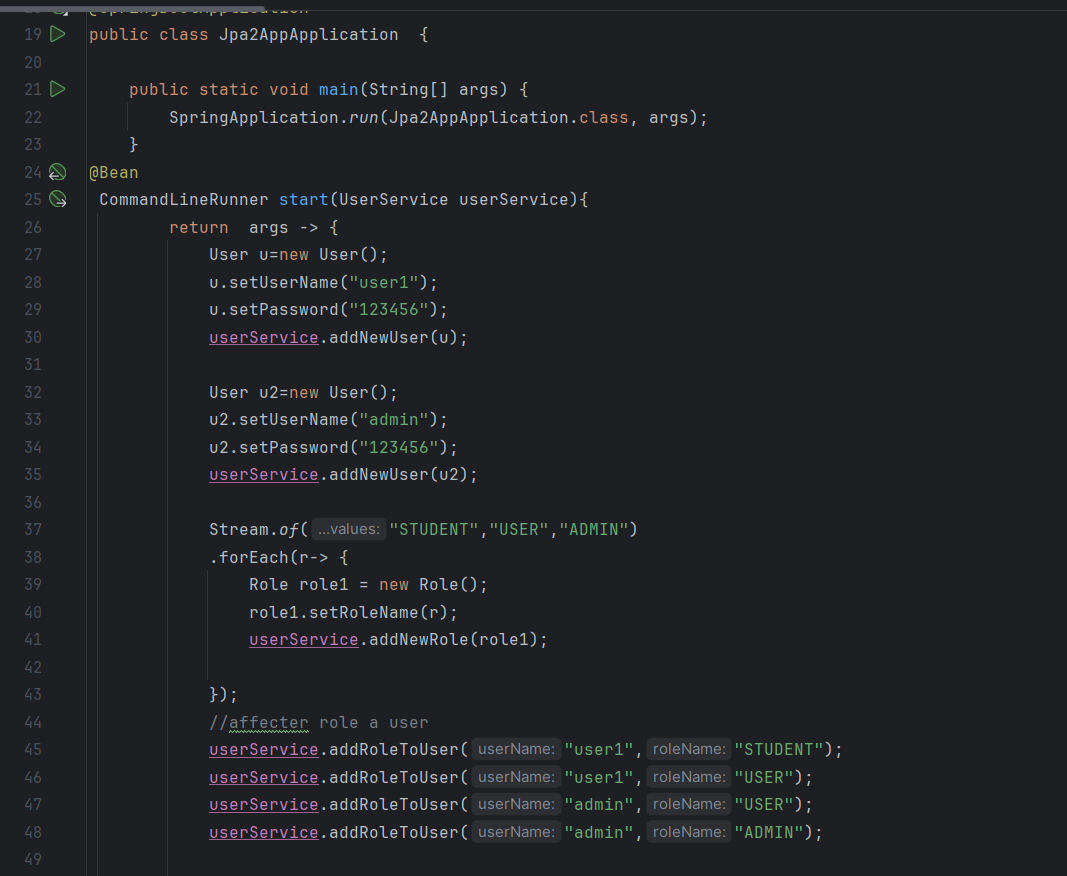 @SpringBootApplication
19 public class Jpa2AppApplication {
20
21 public static void main(String[] args) {
22 SpringApplication.run(Jpa2AppApplication.class, args);
23 }
24 @Bean
25 CommandLineRunner start(UserService userService){
26 return args -> {
27 User u=new User();
28 u.setUserName("user1");
29 u.setPassword("123456");
30 userService.addNewUser(u);
31
32 User u2=new User();
33 u2.setUserName("admin");
34 u2.setPassword("123456");
35 userService.addNewUser(u2);
36
37 Stream.of( ...values: "STUDENT","USER","ADMIN")
38 .forEach(r-> {
39 Role role1 = new Role();
40 role1.setRoleName(r);
41 userService.addNewRole(role1);
42
43 });
44 //affecter role a user
45 userService.addRoleToUser( userName: "user1", roleName: "STUDENT");
46 userService.addRoleToUser( userName: "user1", roleName: "USER");
47 userService.addRoleToUser( userName: "admin", roleName: "USER");
48 userService.addRoleToUser( userName: "admin", roleName: "ADMIN");
49